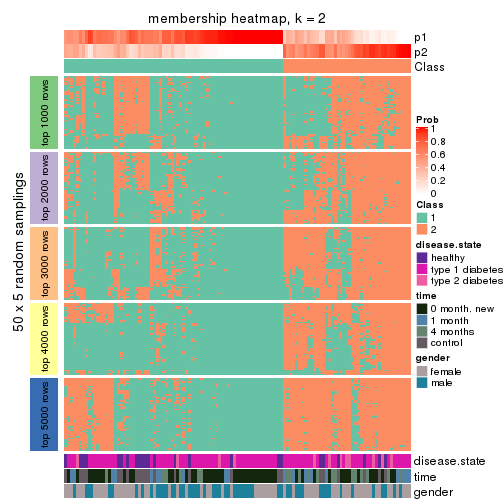 membership heatmap, k = 2
p1
p2
Class
50 x 5 random samplings
top 1000 rows
top 2000 rows
top 3000 rows
top 4000 rows
top 5000 rows
Prob
1
0.8
0.6
0.4
0.2
0
Class
1
2
disease.state
healthy
type 1 diabetes
type 2 diabetes
time
0 month. new
1 month
4 months
control
gender
female
male
disease.state
time
gender